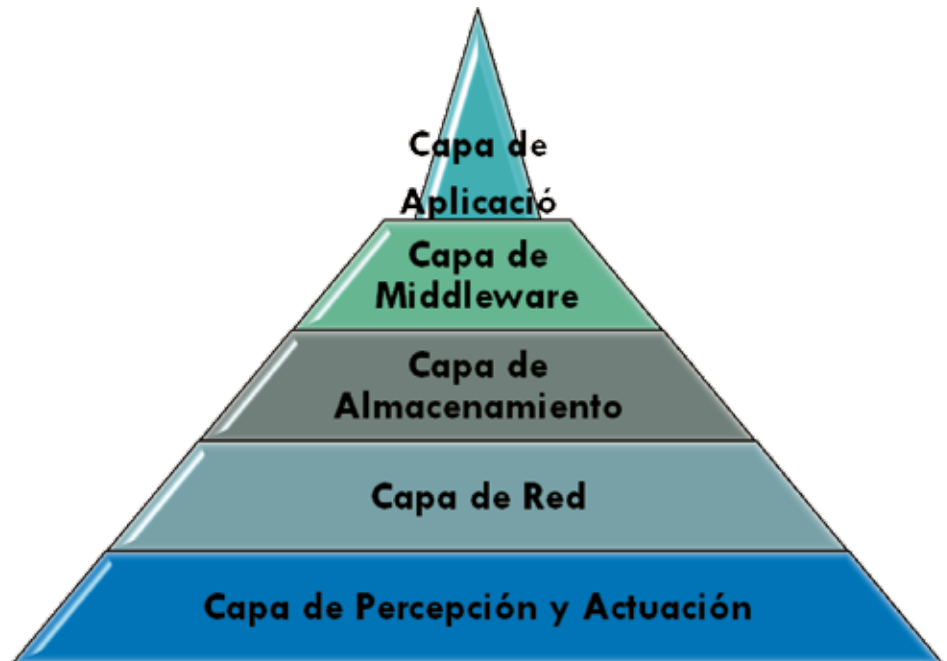 Capa de
Aplicació
Capa de
Middleware
Capa de
Almacenamiento
Capa de Red
Capa de Percepción y Actuación